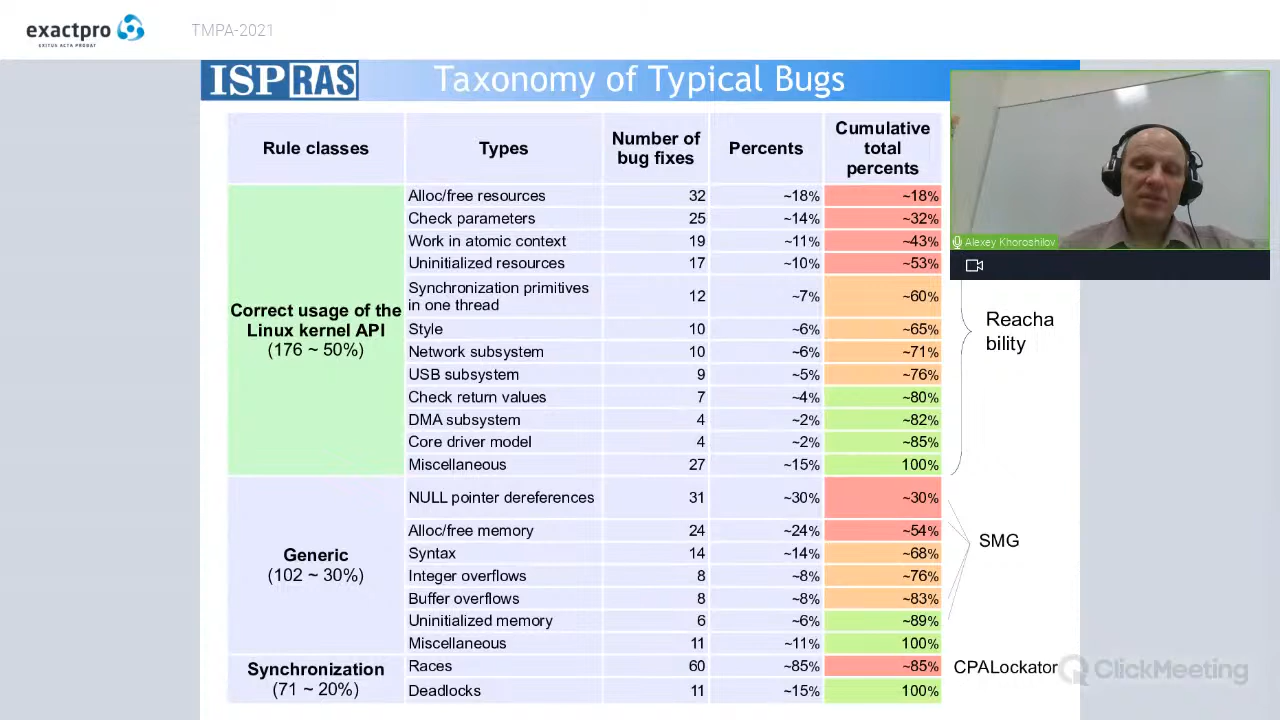 exactpro
EXITUS ACTA PROBAT
TMPA-2021
ISP RAS
Taxonomy of Typical Bugs
Rule classes
Types
Number of
bug fixes
Percents
Cumulative
total
percents
Correct usage of the
Linux kernel API
(176 ~ 50%)
Alloc/free resources 32 ~18% ~18%
Check parameters 25 ~14% ~32%
Work in atomic context 19 ~11% ~43%
Uninitialized resources 17 ~10% ~53%
Synchronization primitives
in one thread 12 ~7% ~60%
Style 10 ~6% ~65%
Network subsystem 10 ~6% ~71%
USB subsystem 9 ~5% ~76%
Check return values 7 ~4% ~80%
DMA subsystem 4 ~2% ~82%
Core driver model 4 ~2% ~85%
Miscellaneous 27 ~15% 100%
Generic
(102 ~ 30%)
NULL pointer dereferences 31 ~30% ~30%
Alloc/free memory 24 ~24% ~54%
Syntax 14 ~14% ~68%
Integer overflows 8 ~8% ~76%
Buffer overflows 8 ~8% ~83%
Uninitialized memory 6 ~6% ~89%
Miscellaneous 11 ~11% 100%
Synchronization
(71 ~ 20%)
Races 60 ~85% ~85%
Deadlocks 11 ~15% 100%
Alexey Khoroshilov
Reacha
bility
SMG
CPALockator
ClickMeeting